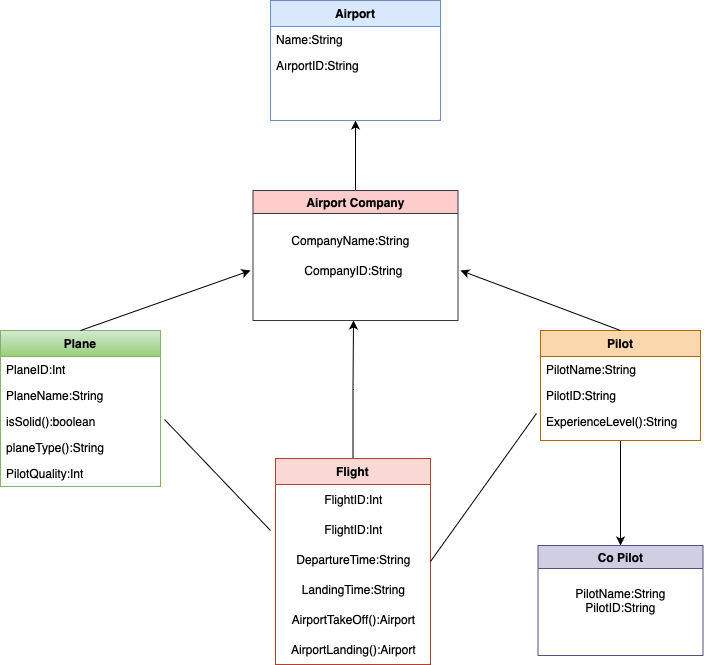 Airport
Name:String
AirportID:String
Airport Company
CompanyName:String
CompanyID:String
Plane
PlaneID:Int
PlaneName:String
isSolid():boolean
planeType():String
PilotQuality:Int
Pilot
PilotName:String
PilotID:String
ExperienceLevel():String
Flight
FlightID:Int
FlightID:Int
DepartureTime:String
LandingTime:String
AirportTakeOff():Airport
AirportLanding():Airport
Co Pilot
PilotName:String
PilotID:String